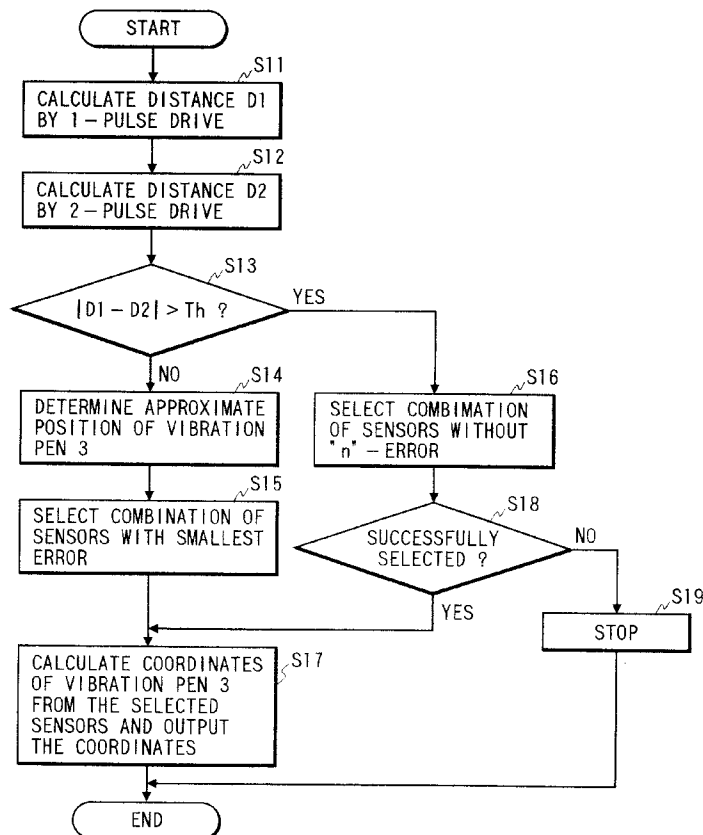 START
S11
CALCULATE DISTANCE D1
BY 1-PULSE DRIVE
S12
CALCULATE DISTANCE D2
BY 2-PULSE DRIVE
S13
|D1-D2|>Th ?
YES
NO
S14
DETERMINE APPROXIMATE
POSITION OF VIBRATION
PEN 3
S16
SELECT COMBIMATION
OF SENSORS WITHOUT
"n"-ERROR
S15
SELECT COMBINATION OF
SENSORS WITH SMALLEST
ERROR
S18
SUCCESSFULLY
SELECTED ?
NO
YES
S19
STOP
S17
CALCULATE COORDINATES
OF VIBRATION PEN 3
FROM THE SELECTED
SENSORS AND OUTPUT
THE COORDINATES
END